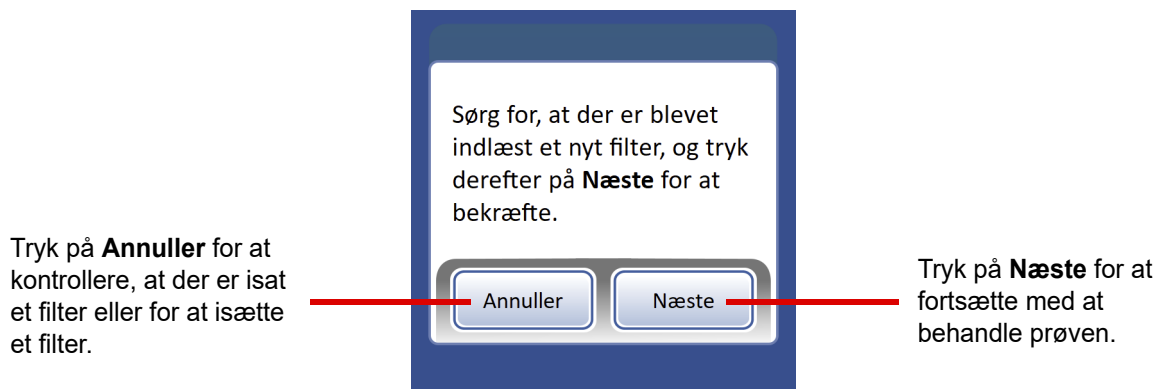 Sørg for, at der er blevet
indlæst et nyt filter, og tryk
derefter på Næste for at
bekræfte.
Tryk på Annuller for at
kontrollere, at der er isat
et filter eller for at isætte
et filter.
Annuller
Næste
Tryk på Næste for at
fortsætte med at
behandle prøven.